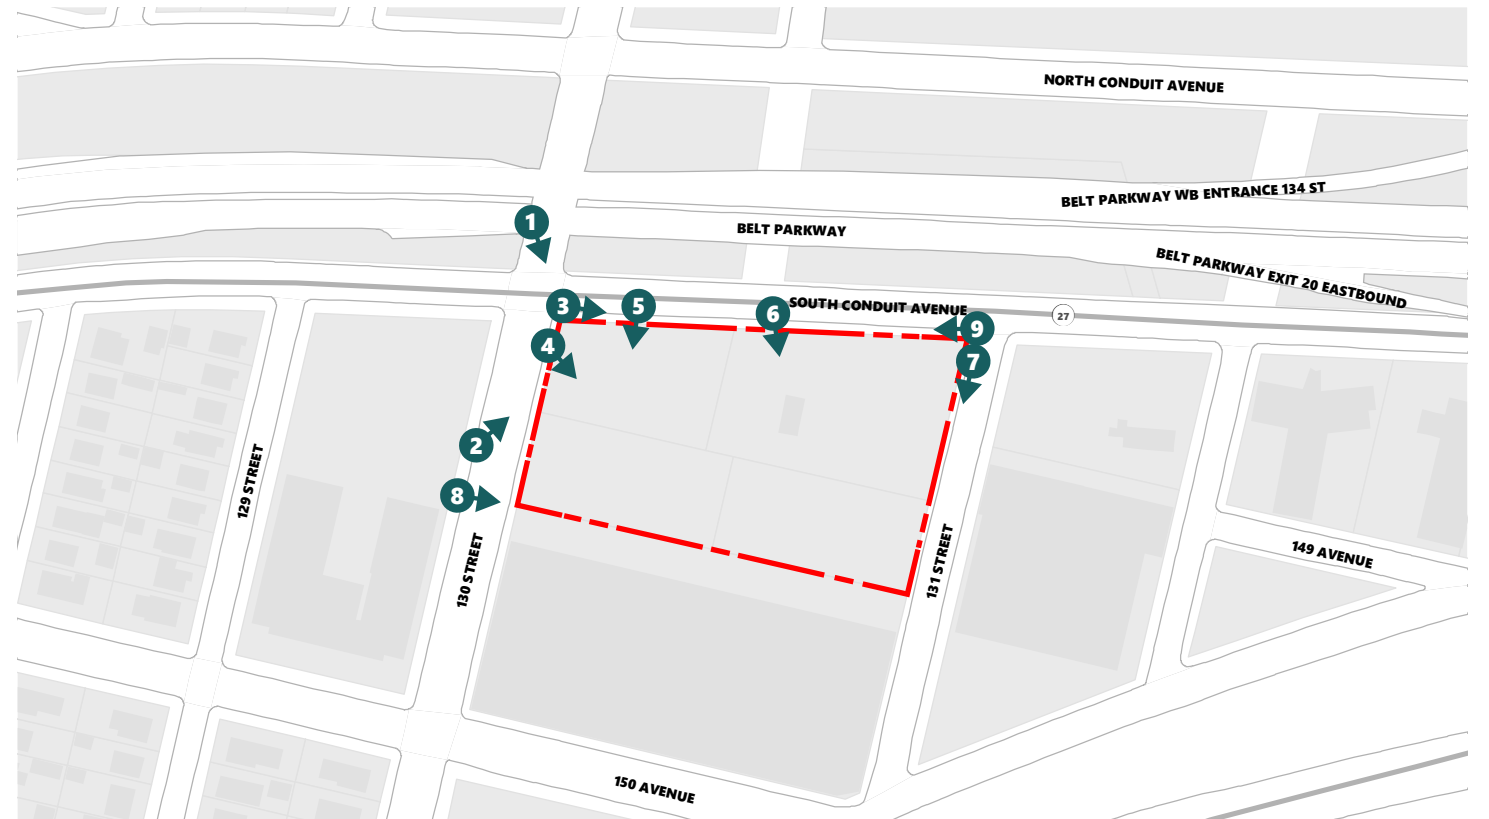 NORTH CONDUIT AVENUE
BELT PARKWAY WB ENTRANCE 134 ST
1
BELT PARKWAY
BELT PARKWAY EXIT 20 EASTBOUND
3
5
6
SOUTH CONDUIT AVENUE
27
9
4
7
2
129 STREET
8
130 STREET
131 STREET
149 AVENUE
150 AVENUE